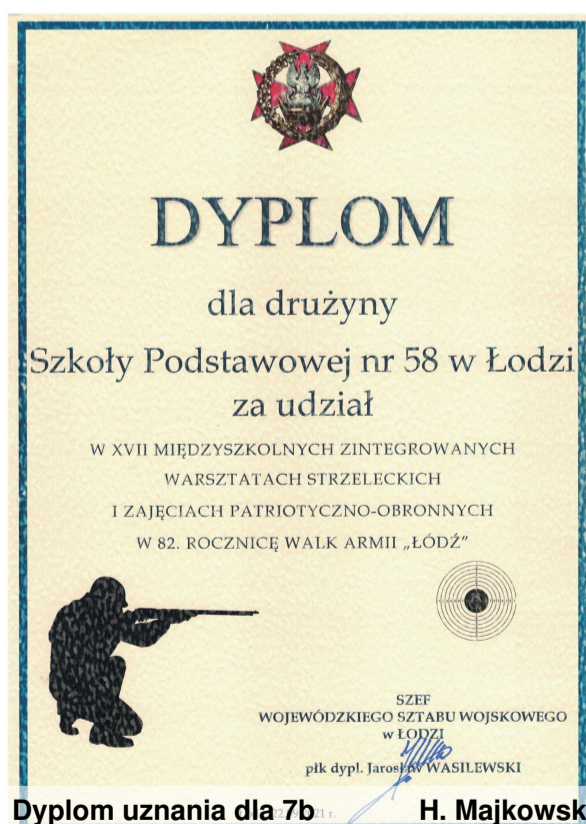 DYPLOM
dla drużyny
Szkoły Podstawowej nr 58 w Łodzi
za udział
W XVII MIĘDZYSZKOLNYCH ZINTEGROWANYCH
WARSZTATACH STRZELECKICH
I ZAJĘCIACH PATRIOTYCZNO-OBRONNYCH
W 82. ROCZNICĘ WALK ARMII „ŁÓDŹ”
SZEF
WOJEWÓDZKIEGO SZTABU WOJSKOWEGO
w ŁODZI
płk dypl. Jarosław WASILEWSKI
Dyplom uznania dla 7b H. Majkowsk